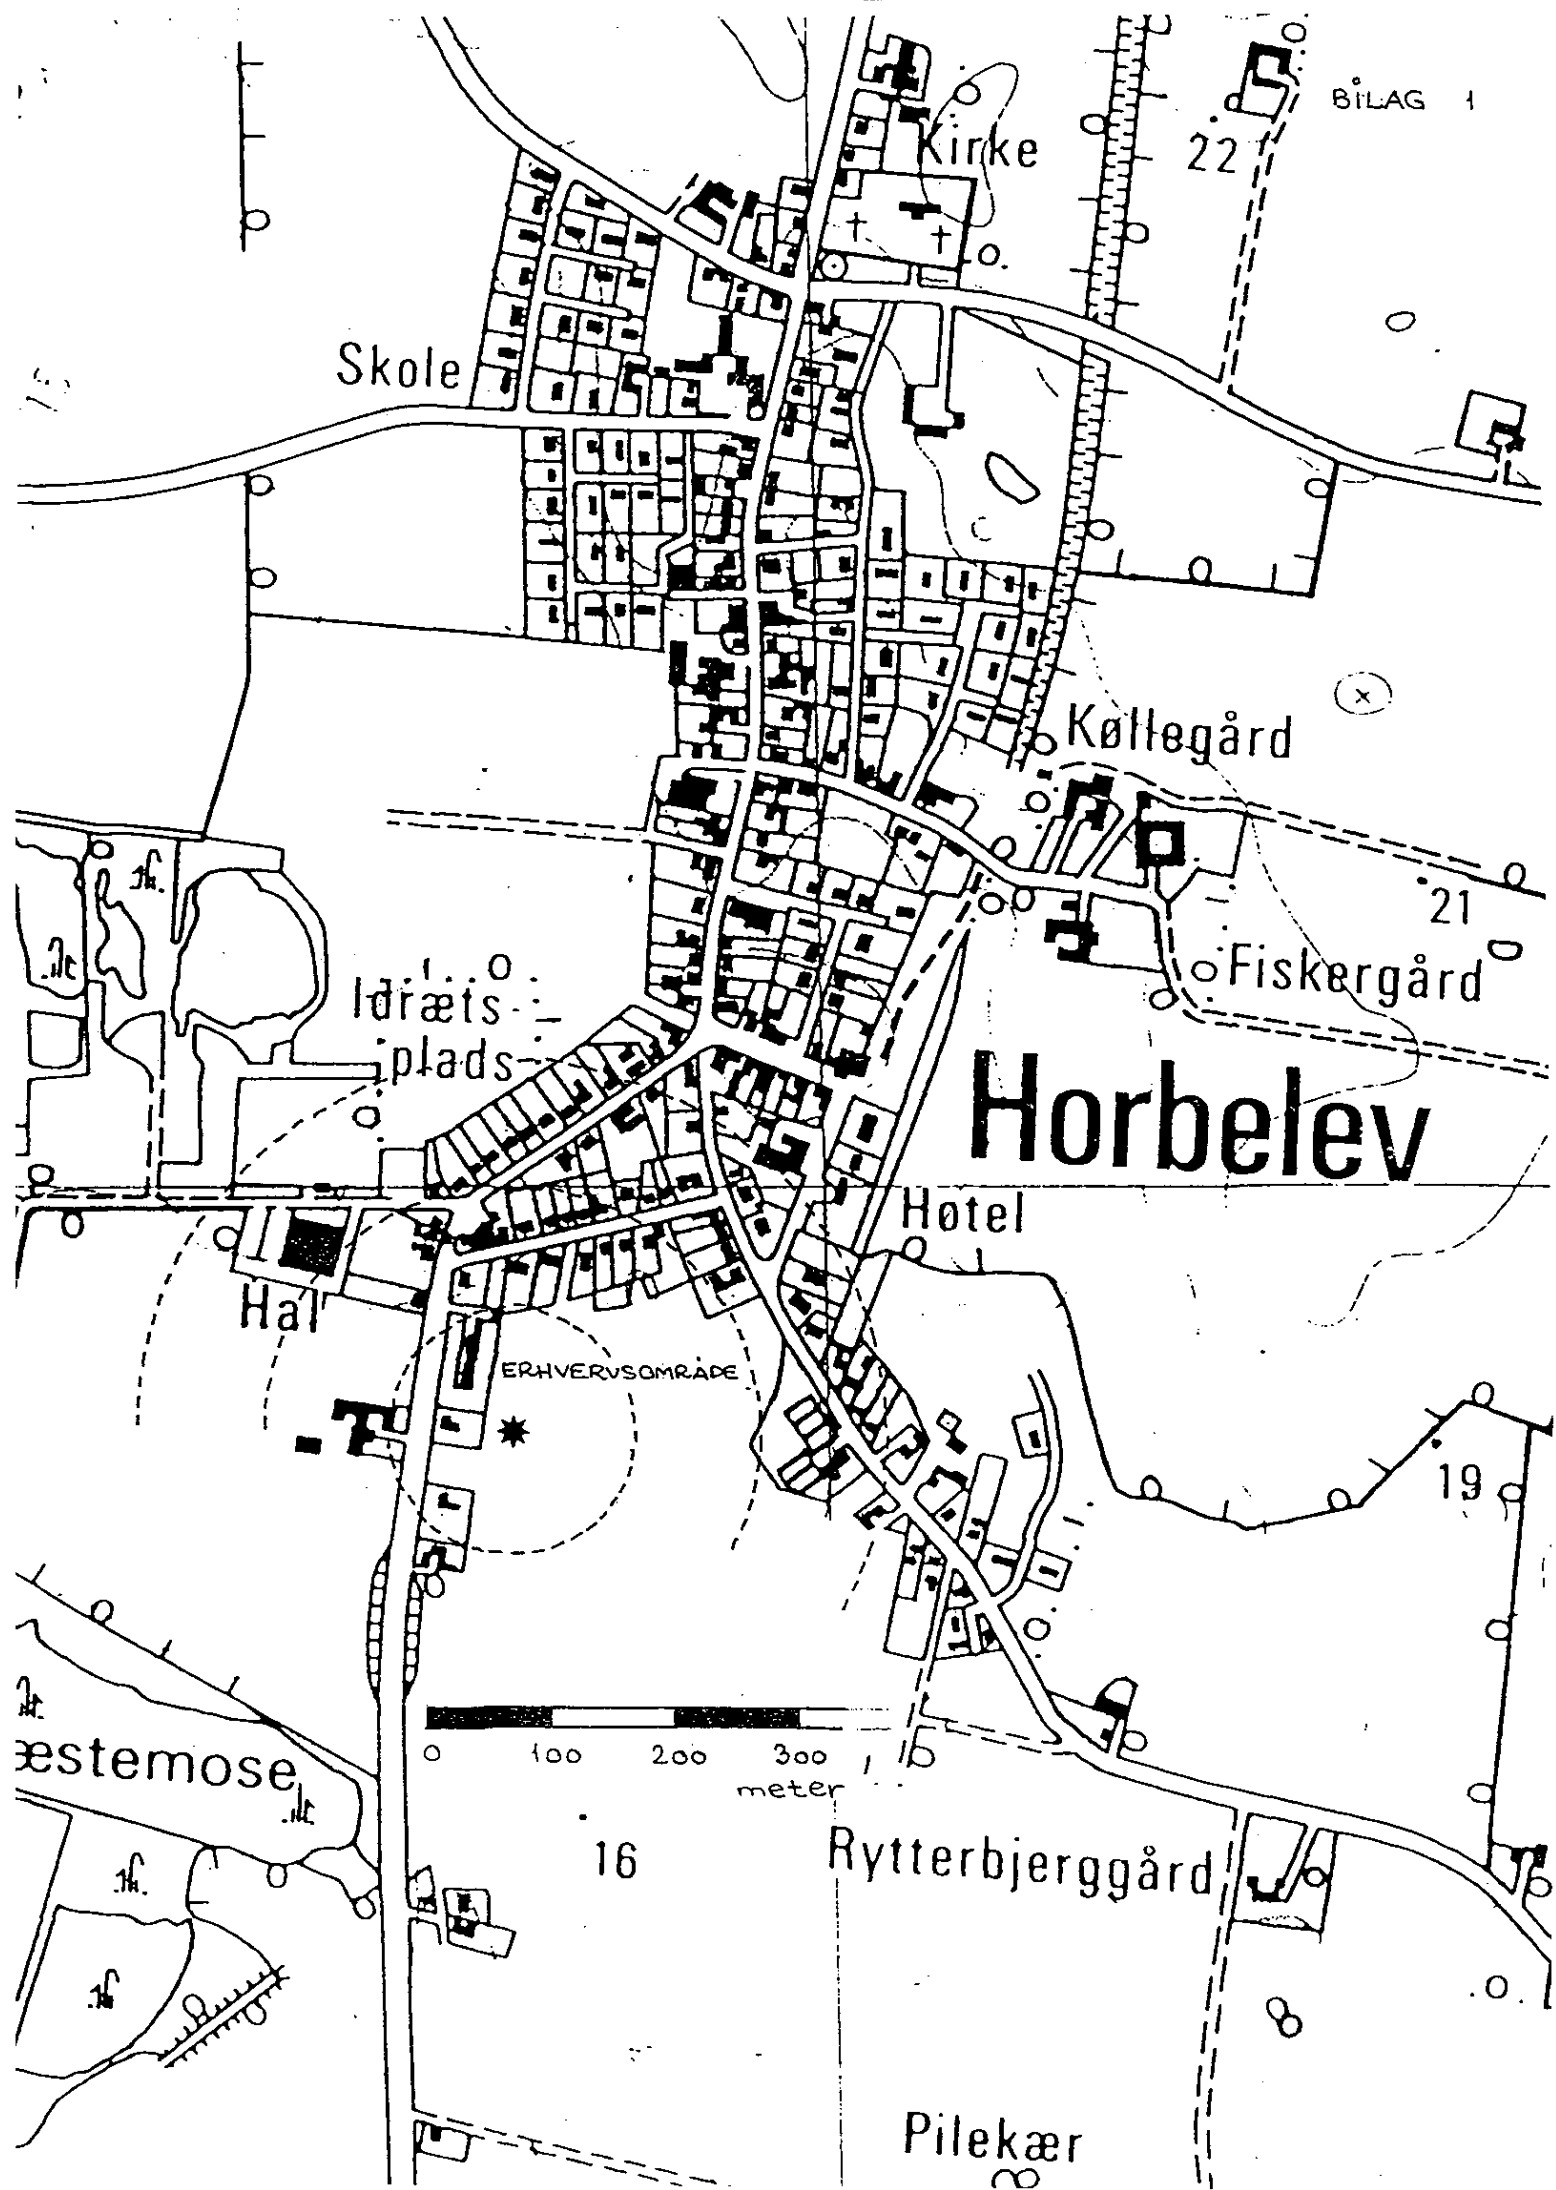 BILAG 1
Kirke
22
Skole
Køllegård
21
Fiskergård
Idræts-
plads
Horbelev
Hotel
Hal
ERHVERVSOMRÅDE
19
æstemose
0 100 200 300
meter
16
Rytterbjerggård
Pilekær